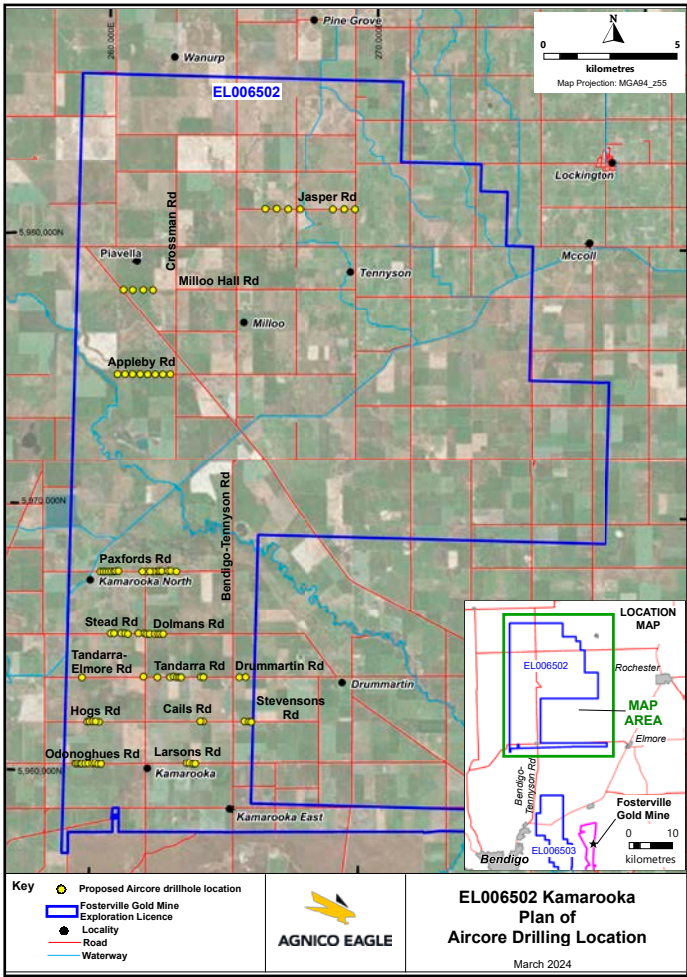 260,000E
270,000E
Pine Grove
Wanurp
N
0 5
kilometres
Map Projection: MGA94_z55
EL006502
Lockington
Crossman Rd
Jasper Rd
5,980,000N
Mccoll
Piavella
Tennyson
Milloo Hall Rd
Milloo
Appleby Rd
Bendigo-Tennyson Rd
5,970,000N
Paxfords Rd
Kamarooka North
Stead Rd
Dolmans Rd
Tandarra-
Elmore Rd
Tandarra Rd
Drummartin Rd
Drummartin
Hogs Rd
Cails Rd
Stevensons
Rd
Odonoghues Rd
Larsons Rd
5,960,000N
Kamarooka
Kamarooka East
LOCATION
MAP
EL006502
Rochester
MAP
AREA
Elmore
Bendigo-
Tennyson Rd
Fosterville
Gold Mine
0 10
kilometres
EL006503
Bendigo
Key
Proposed Aircore drillhole location
Fosterville Gold Mine
Exploration Licence
Locality
Road
Waterway
AGNICO EAGLE
EL006502 Kamarooka
Plan of
Aircore Drilling Location
March 2024